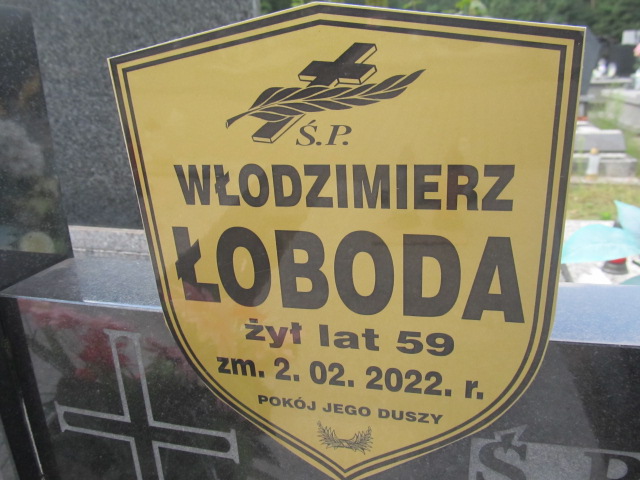 Ś.P.
WŁODZIMIERZ
ŁOBODA
żył lat 59
zm. 2. 02. 2022. r.
POKÓJ JEGO DUSZY
Ś P